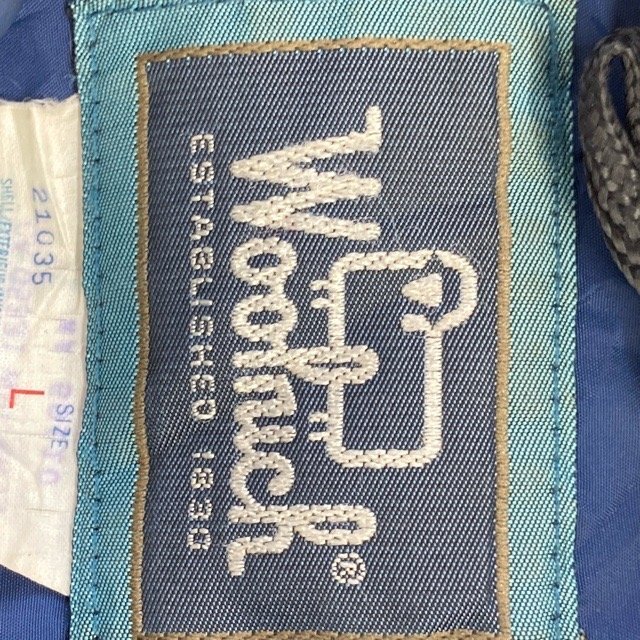 Woolrich
®
ESTABLISHED 1830
21035
SIZE
L